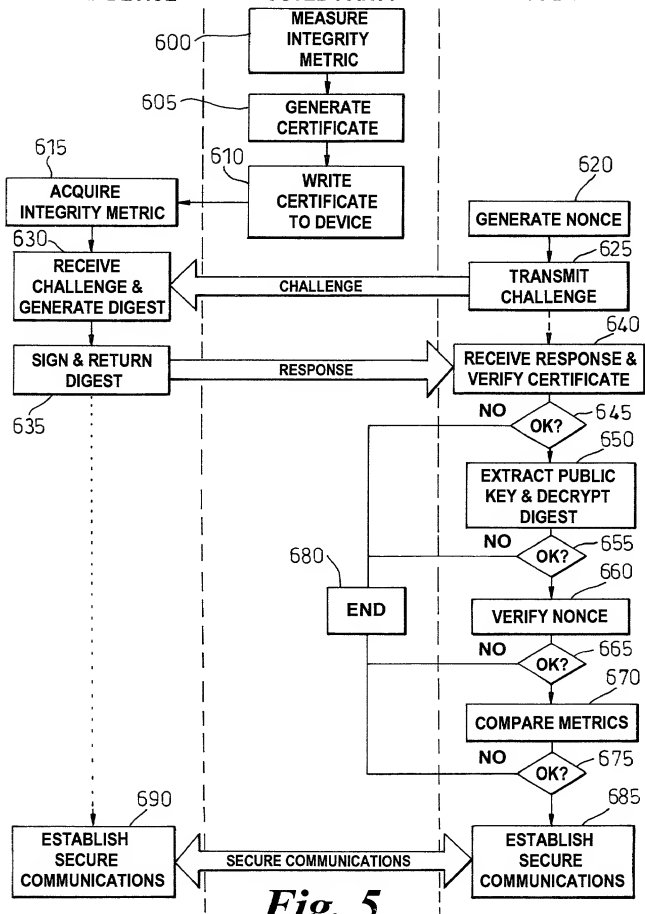 600
MEASURE
INTEGRITY
METRIC
605
GENERATE
CERTIFICATE
610
WRITE
CERTIFICATE
TO DEVICE
615
ACQUIRE
INTEGRITY METRIC
620
GENERATE NONCE
630
RECEIVE
CHALLENGE &
GENERATE DIGEST
CHALLENGE
625
TRANSMIT
CHALLENGE
SIGN & RETURN
DIGEST
635
RESPONSE
640
RECEIVE RESPONSE &
VERIFY CERTIFICATE
NO
OK?
645
650
EXTRACT PUBLIC
KEY & DECRYPT
DIGEST
NO
OK?
655
680
END
660
VERIFY NONCE
NO
OK?
665
670
COMPARE METRICS
NO
OK?
675
690
ESTABLISH
SECURE
COMMUNICATIONS
SECURE COMMUNICATIONS
685
ESTABLISH
SECURE
COMMUNICATIONS
Fig. 5